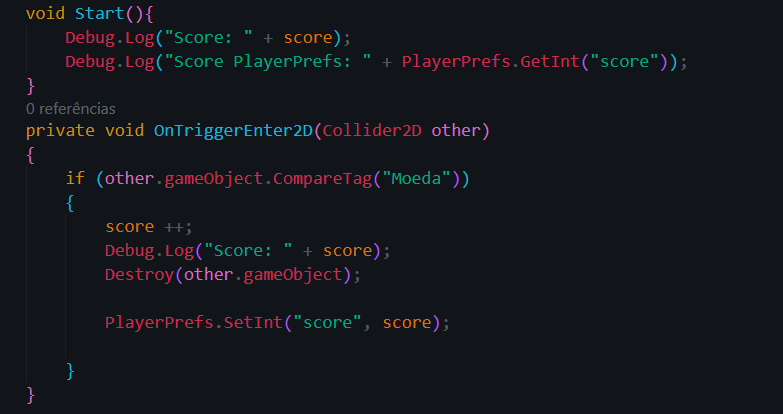 void Start(){
Debug.Log("Score: " + score);
Debug.Log("Score PlayerPrefs: " + PlayerPrefs.GetInt("score"));
}
0 referências
private void OnTriggerEnter2D(Collider2D other)
{
if (other.gameObject.CompareTag("Moeda"))
{
score ++;
Debug.Log("Score: " + score);
Destroy(other.gameObject);
PlayerPrefs.SetInt("score", score);
}
}